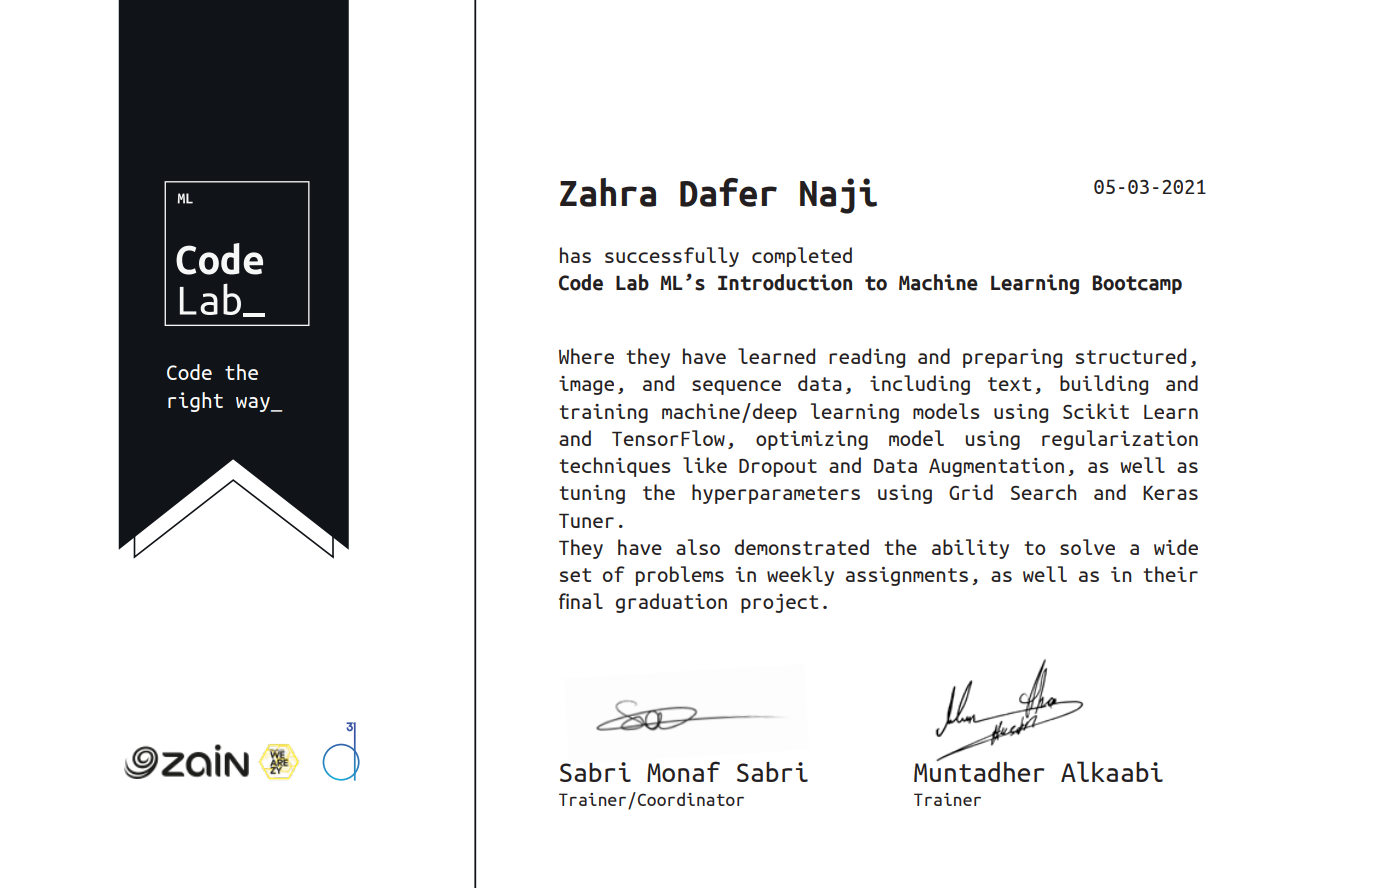 ML
Code
Lab_
Code the
right way_
zain
WE
ARE
ZY
Zahra Dafer Naji
05-03-2021
has successfully completed
Code Lab ML’s Introduction to Machine Learning Bootcamp
Where they have learned reading and preparing structured,
image, and sequence data, including text, building and
training machine/deep learning models using Scikit Learn
and TensorFlow, optimizing model using regularization
techniques like Dropout and Data Augmentation, as well as
tuning the hyperparameters using Grid Search and Keras
Tuner.
They have also demonstrated the ability to solve a wide
set of problems in weekly assignments, as well as in their
final graduation project.
Sabri Monaf Sabri
Trainer/Coordinator
Muntadher Alkaabi
Trainer